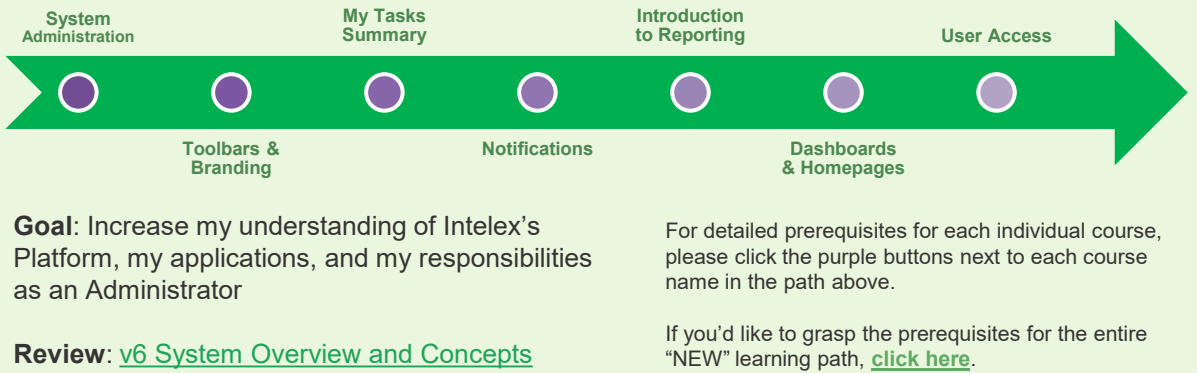 System
Administration
My Tasks
Summary
Introduction
to Reporting
User Access
Toolbars &
Branding
Notifications
Dashboards
& Homepages
Goal: Increase my understanding of Intelex’s
Platform, my applications, and my responsibilities
as an Administrator
Review: v6 System Overview and Concepts
For detailed prerequisites for each individual course,
please click the purple buttons next to each course
name in the path above.
If you’d like to grasp the prerequisites for the entire
“NEW” learning path, click here.